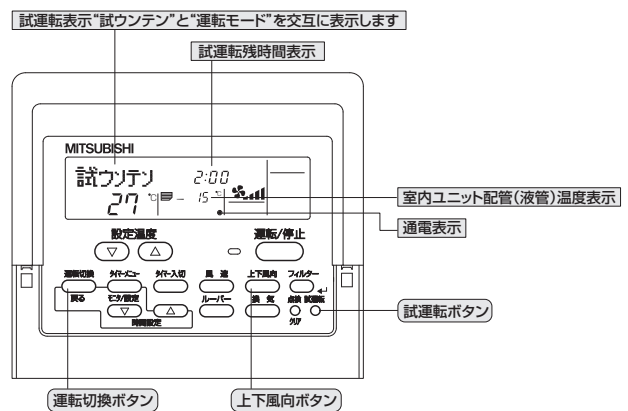 試運転表示“試ウンテン”と“運転モード”を交互に表示します
試運転残時間表示
MITSUBISHI
試ウンテン 2:00
27 ℃ - 15 ℃
室内ユニット配管(液管)温度表示
通電表示
設定温度 運転/停止
運転切換 タイマーメニュー タイマー入切 風 速 上下風向 フィルター
戻る モニタ/設定 ルーバー 換 気 点検 試運転
時間設定 クリア
試運転ボタン
運転切換ボタン 上下風向ボタン